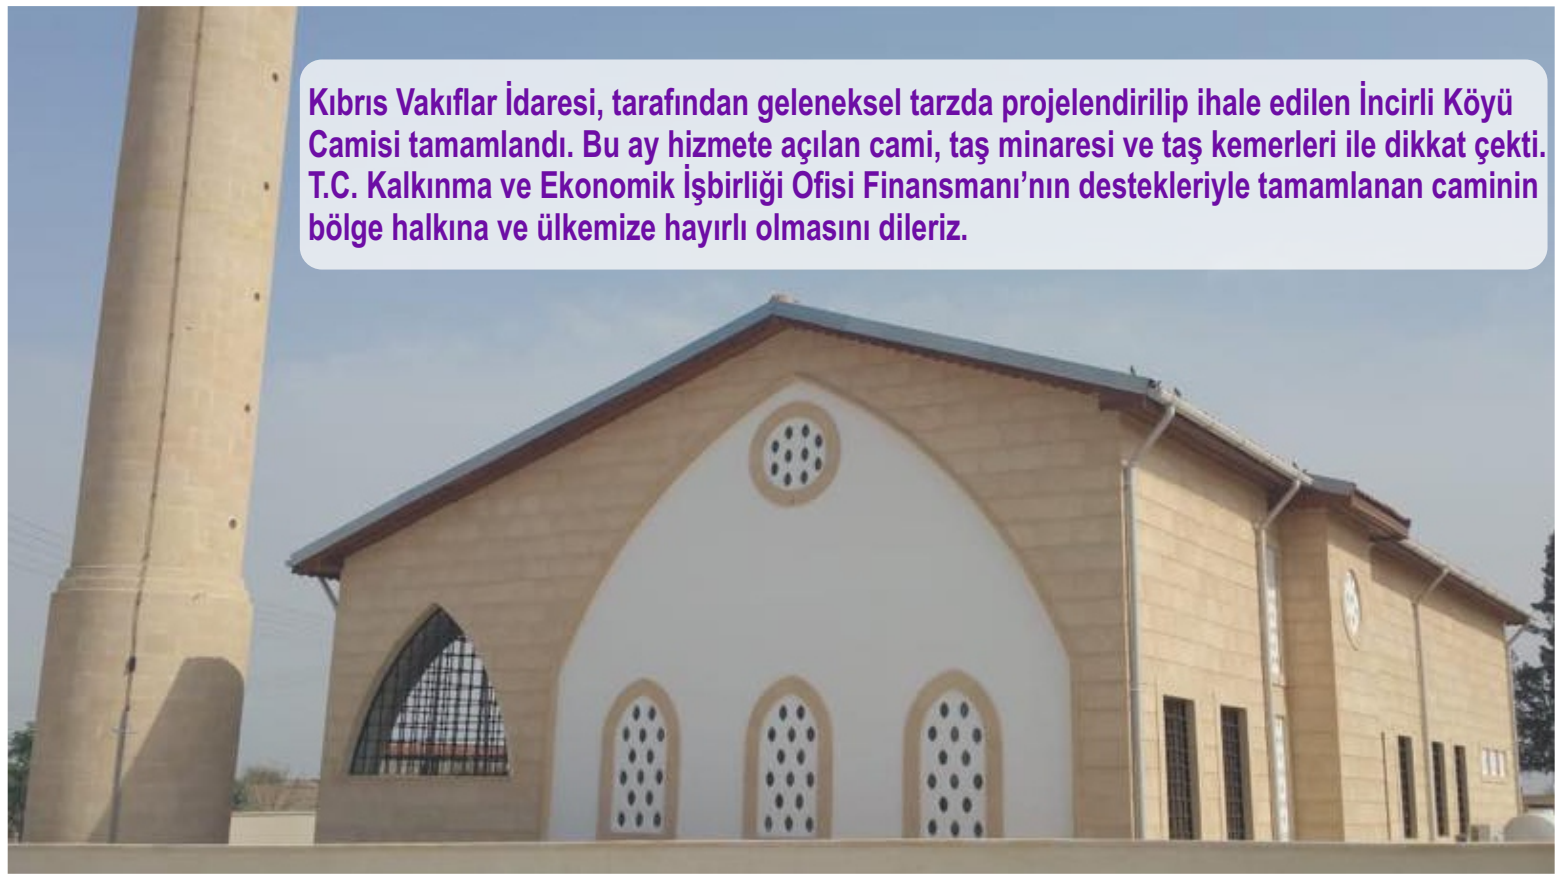 Kıbrıs Vakıflar İdaresi, tarafından geleneksel tarzda projelendirilip ihale edilen İncirli Köyü
Camisi tamamlandı. Bu ay hizmete açılan cami, taş minaresi ve taş kemerleri ile dikkat çekti.
T.C. Kalkınma ve Ekonomik İşbirliği Ofisi Finansmanı’nın destekleriyle tamamlanan caminin
bölge halkına ve ülkemize hayırlı olmasını dileriz.